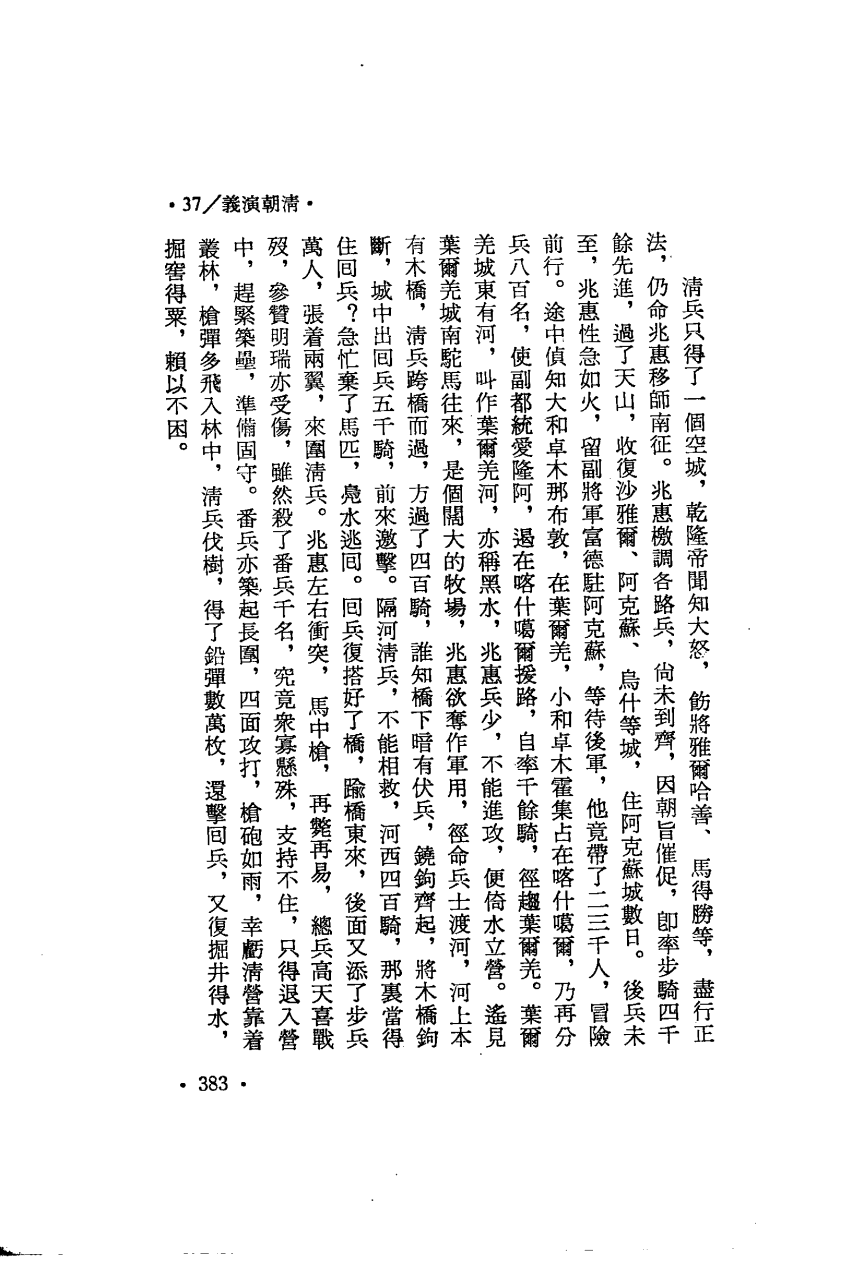 •37/義演朝清•
清兵只得了一個空城，乾隆帝聞知大怒，飭將雅爾哈善、馬得勝等，盡行正
法，仍命兆惠移師南征。兆惠檄調各路兵，尙未到齊，因朝旨催促，卽率步騎四千
餘先進，過了天山，收復沙雅爾、阿克蘇、烏什等城，住阿克蘇城數日。後兵未
至，兆惠性急如火，留副將軍富德駐阿克蘇，等待後軍，他竟帶了二三千人，冒險
前行。途中偵知大和卓木那布敦，在葉爾羌，小和卓木霍集占在喀什噶爾，乃再分
兵八百名，使副都統愛隆阿，遏在喀什噶爾援路，自率千餘騎，徑趨葉爾羌。葉爾
羌城東有河，叫作葉爾羌河，亦稱黑水，兆惠兵少，不能進攻，便倚水立營。遙見
葉爾羌城南駝馬往來，是個闊大的牧場，兆惠欲奪作軍用，徑命兵士渡河，河上本
有木橋，清兵跨橋而過，方過了四百騎，誰知橋下暗有伏兵，鐃鉤齊起，將木橋鉤
斷，城中出回兵五千騎，前來邀擊。隔河清兵，不能相救，河西四百騎，那裏當得
住回兵？急忙棄了馬匹，鳧水逃回。回兵復搭好了橋，踰橋東來，後面又添了步兵
萬人，張着兩翼，來圍清兵。兆惠左右衝突，馬中槍，再斃再易，總兵高天喜戰
歿，參贊明瑞亦受傷，雖然殺了番兵千名，究竟衆寡懸殊，支持不住，只得退入營
中，趕緊築壘，準備固守。番兵亦築起長圍，四面攻打，槍砲如雨，幸虧清營靠着
叢林，槍彈多飛入林中，清兵伐樹，得了鉛彈數萬枚，還擊回兵，又復掘井得水，
掘窖得粟，賴以不困。
•383•